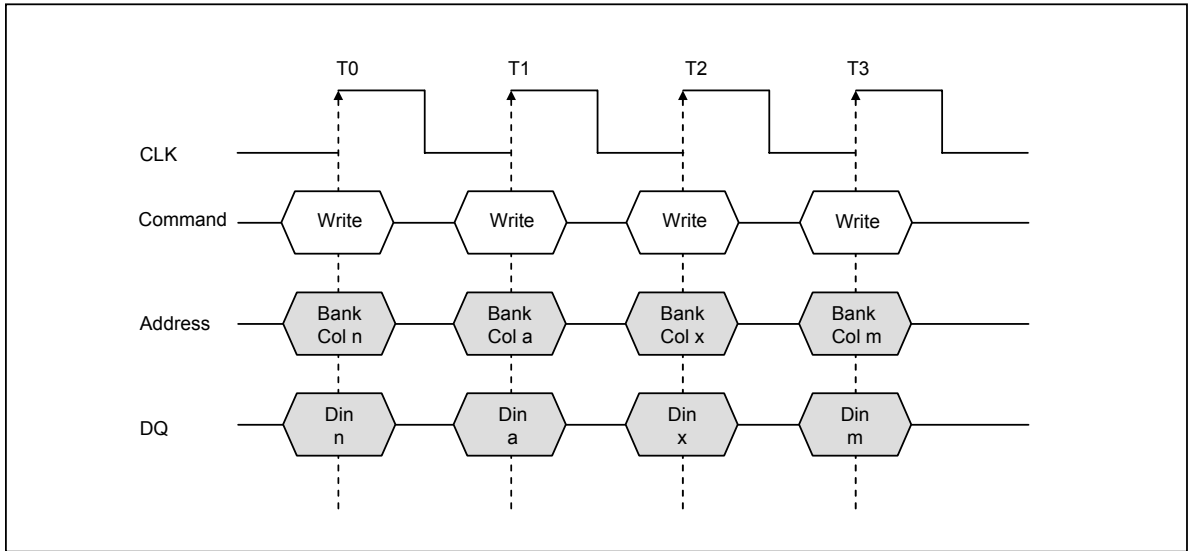 T0 T1 T2 T3
CLK
Command Write Write Write Write
Address Bank Bank Bank Bank
Col n Col a Col x Col m
DQ Din Din Din Din
n a x m